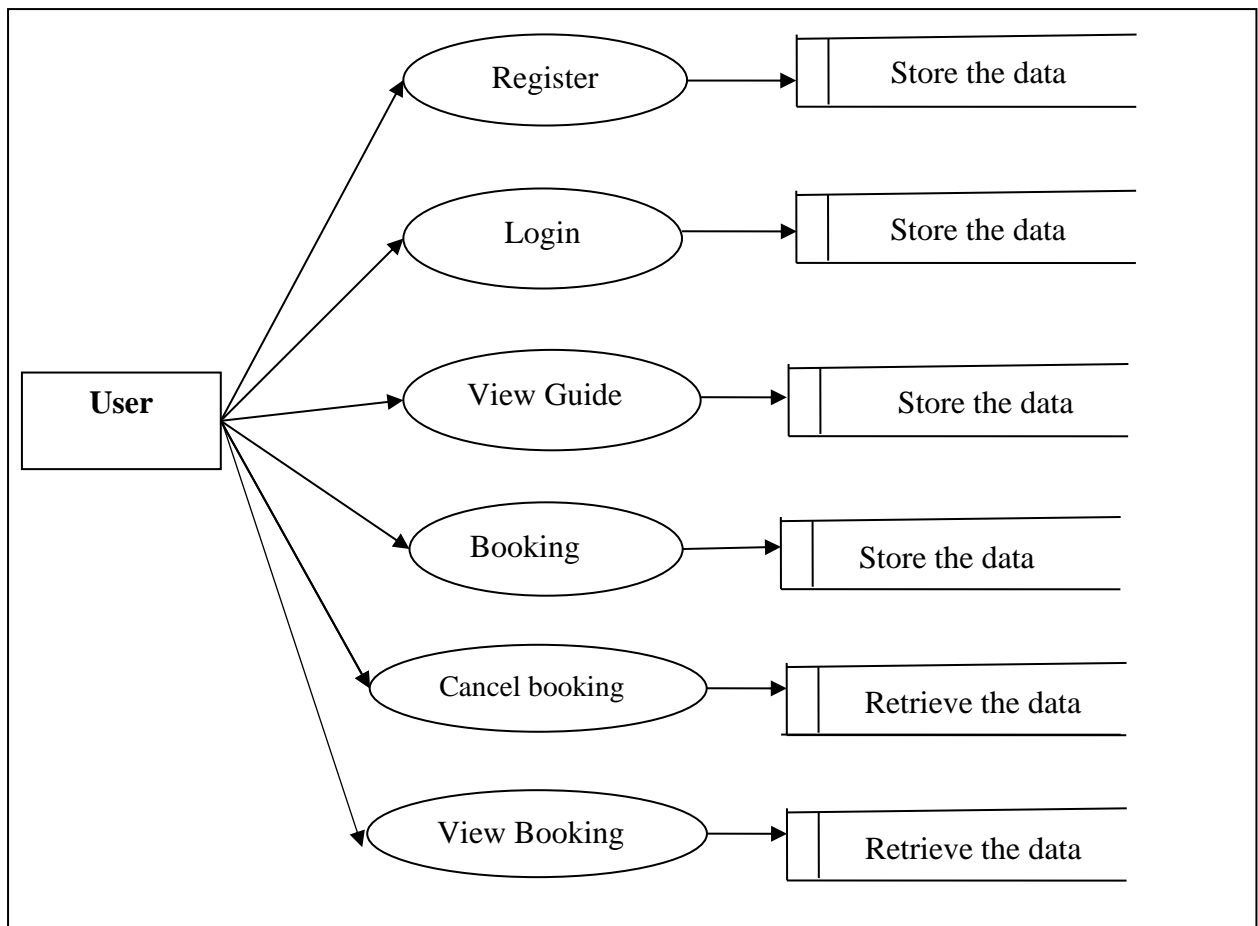 Register
Store the data
Login
Store the data
User
View Guide
Store the data
Booking
Store the data
Cancel booking
Retrieve the data
View Booking
Retrieve the data